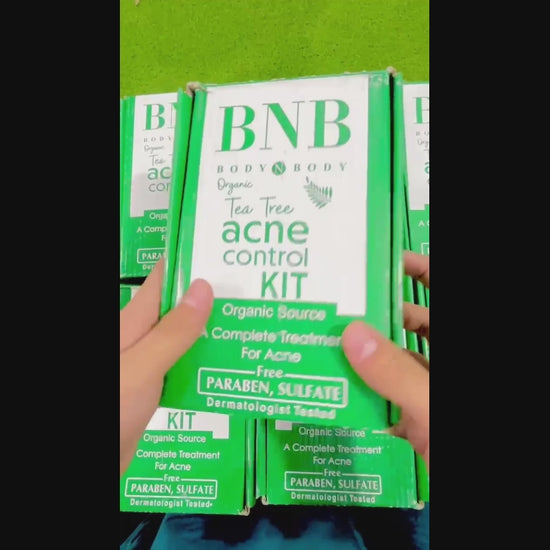 BNB
BODY N BODY
Organic
Tea Tree
acne
control
KIT
Organic Source
A Complete Treatment
For Acne
Free
PARABEN, SULFATE
Dermatologist Tested
KIT
Organic Source
Complete Treatment
For Acne
Free
PARABEN, SULFATE
Dermatologist Tested
Organic Source
A Complete Treatment
For Acne
Free
PARABEN, SULFATE
Dermatologist Tested